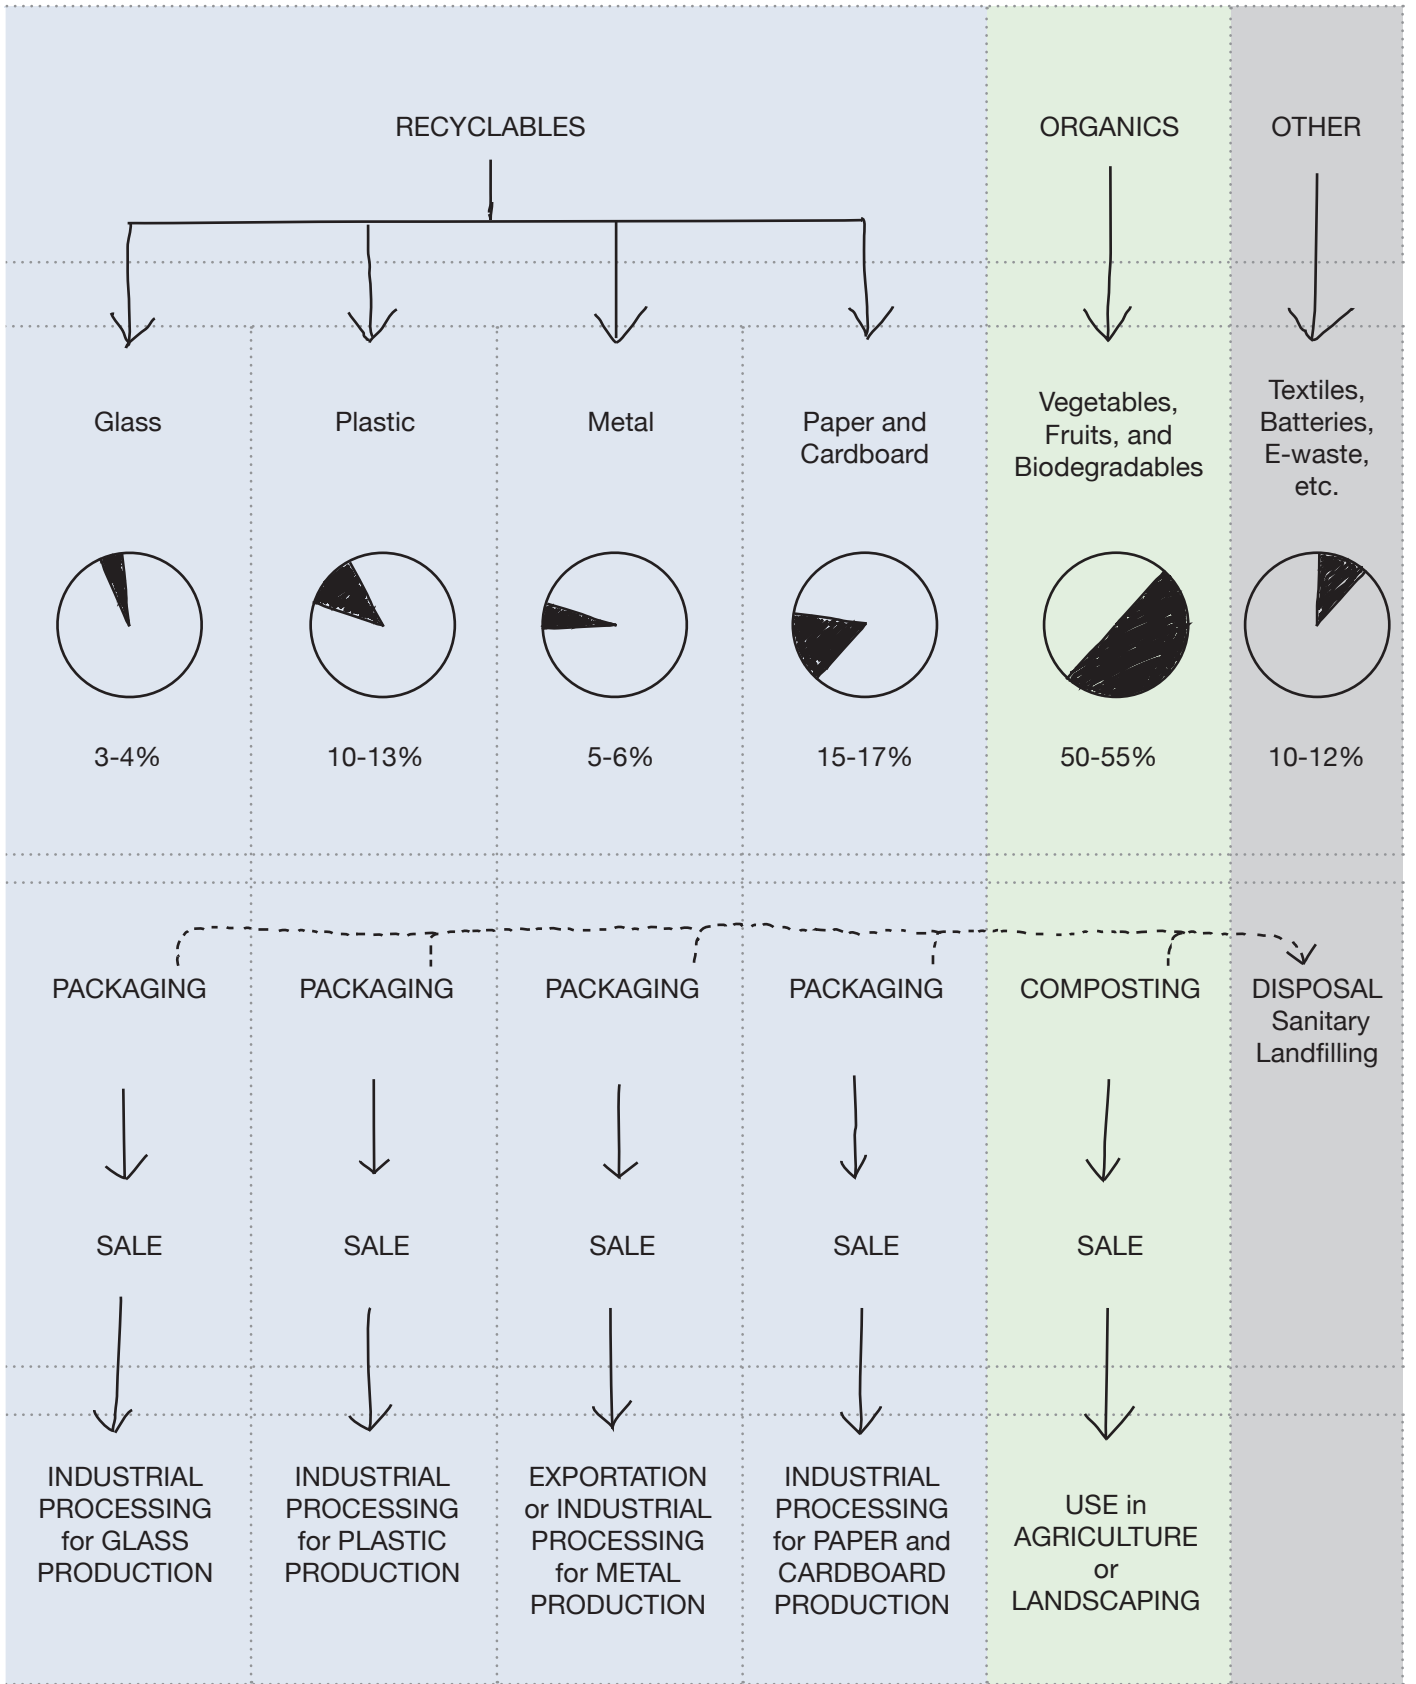 RECYCLABLES
ORGANICS
OTHER
Glass
Plastic
Metal
Paper and
Cardboard
Vegetables,
Fruits, and
Biodegradables
Textiles,
Batteries,
E-waste,
etc.
3-4%
10-13%
5-6%
15-17%
50-55%
10-12%
PACKAGING
PACKAGING
PACKAGING
PACKAGING
COMPOSTING
DISPOSAL
Sanitary
Landfilling
SALE
SALE
SALE
SALE
SALE
INDUSTRIAL
PROCESSING
for GLASS
PRODUCTION
INDUSTRIAL
PROCESSING
for PLASTIC
PRODUCTION
EXPORTATION
or INDUSTRIAL
PROCESSING
for METAL
PRODUCTION
INDUSTRIAL
PROCESSING
for PAPER and
CARDBOARD
PRODUCTION
USE in
AGRICULTURE
or
LANDSCAPING